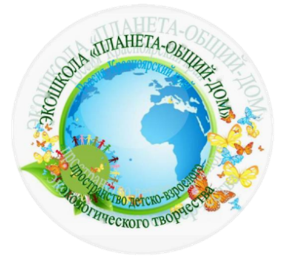 ЭКОШКОЛА «ПЛАНЕТА-ОБЩИЙ-ДОМ»
пространство детско-взрослого
экологического творчества